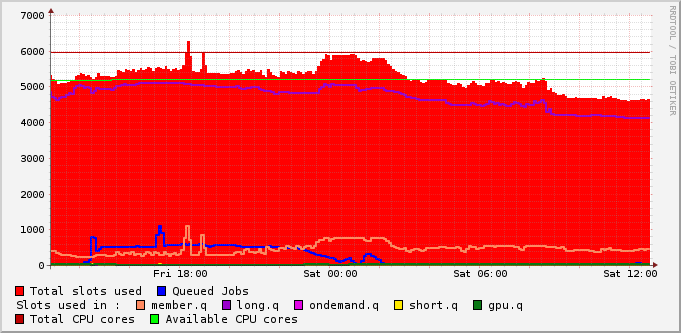 RRDTOOL / TOBI OETIKER
7000
6000
5000
4000
3000
2000
1000
0
Fri 18:00 Sat 00:00 Sat 06:00 Sat 12:00
Total slots used Queued Jobs
Slots used in : member.q long.q ondemand.q short.q gpu.q
Total CPU cores Available CPU cores